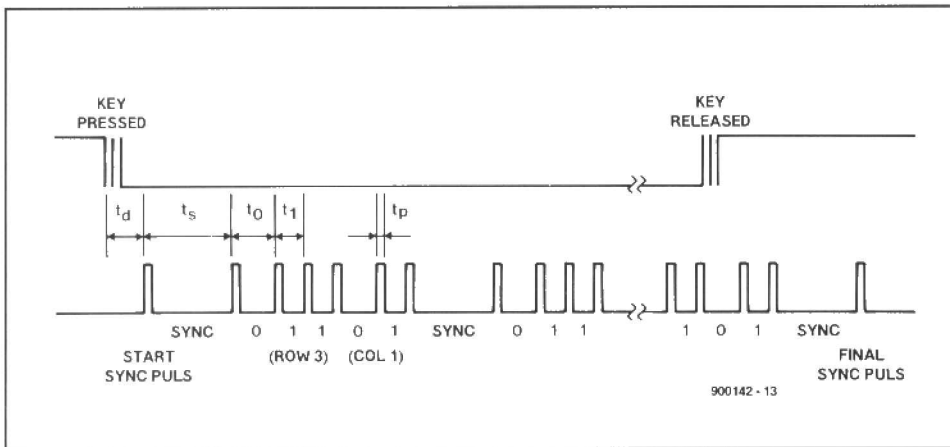 KEY
PRESSED
KEY
RELEASED
td
ts
t0
t1
tp
SYNC 0 1 1 0 1 SYNC 0 1 1 1 0 1 SYNC
START
SYNC PULS
(ROW 3) (COL 1)
FINAL
SYNC PULS
900142 - 13